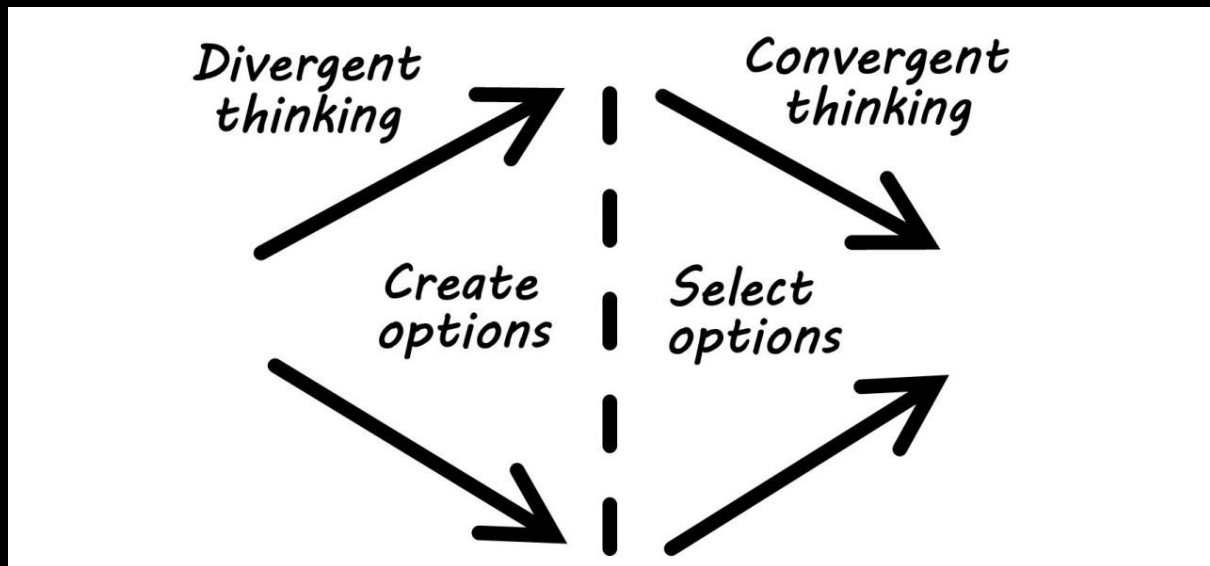 Divergent
thinking
Convergent
thinking
Create
options
Select
options